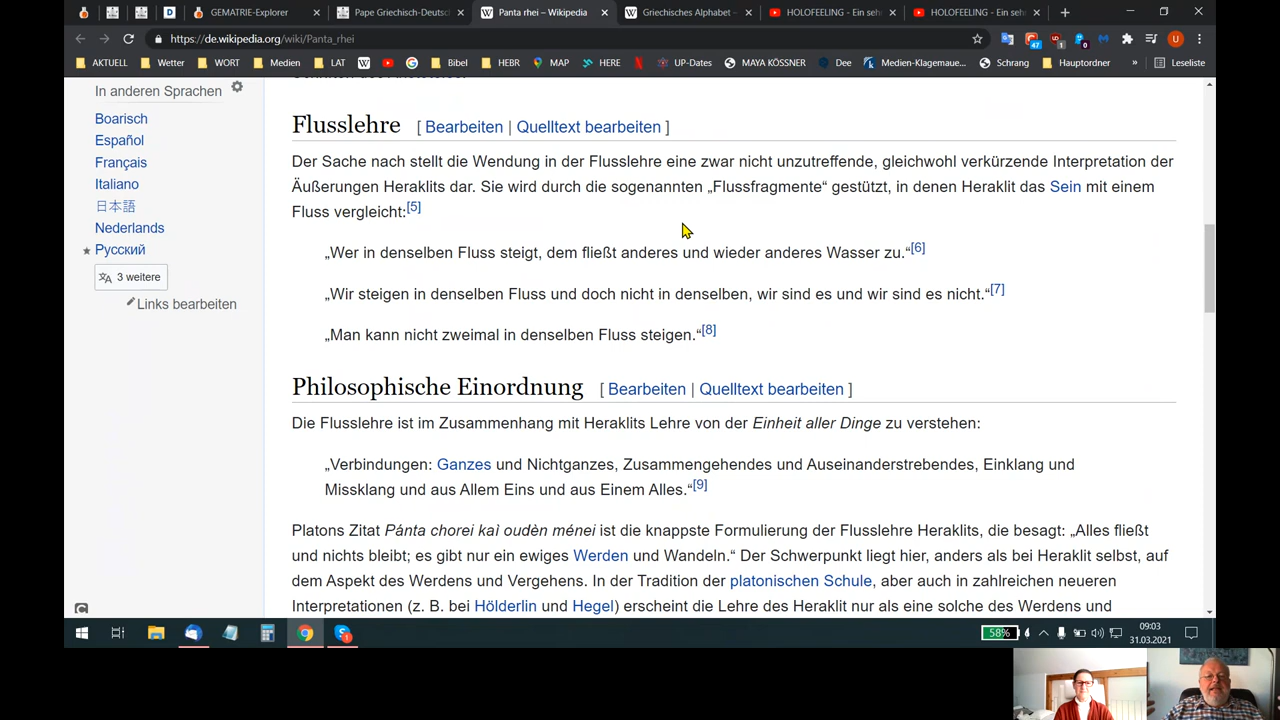 GEMATRIE-Explorer
Pape Griechisch-Deutsc
Panta rhei – Wikipedia
Griechisches Alphabet –
HOLOFEELING - Ein se
HOLOFEELING - Ein sch
https://de.wikipedia.org/wiki/Panta_rhei
AKTUELL Wetter WORT Medien LAT Bibel HEBR MAP HERE UP-Dates MAYA KÖSSNER Dee Medien-Klagemaue... Schrang Hauptordner » Leseliste
In anderen Sprachen
Boarisch
Español
Français
Italiano
日本語
Nederlands
Русский
3 weitere
Links bearbeiten
Flusslehre [ Bearbeiten | Quelltext bearbeiten ]
Der Sache nach stellt die Wendung in der Flusslehre eine zwar nicht unzutreffende, gleichwohl verkürzende Interpretation der
Äußerungen Heraklits dar. Sie wird durch die sogenannten „Flussfragmente“ gestützt, in denen Heraklit das Sein mit einem
Fluss vergleicht:[5]
„Wer in denselben Fluss steigt, dem fließt anderes und wieder anderes Wasser zu.“[6]
„Wir steigen in denselben Fluss und doch nicht in denselben, wir sind es und wir sind es nicht.“[7]
„Man kann nicht zweimal in denselben Fluss steigen.“[8]
Philosophische Einordnung [ Bearbeiten | Quelltext bearbeiten ]
Die Flusslehre ist im Zusammenhang mit Heraklits Lehre von der Einheit aller Dinge zu verstehen:
„Verbindungen: Ganzes und Nichtganzes, Zusammengehendes und Auseinanderstrebendes, Einklang und
Missklang und aus Allem Eins und aus Einem Alles.“[9]
Platons Zitat Pánta chorei kaì oudèn ménei ist die knappste Formulierung der Flusslehre Heraklits, die besagt: „Alles fließt
und nichts bleibt; es gibt nur ein ewiges Werden und Wandeln.“ Der Schwerpunkt liegt hier, anders als bei Heraklit selbst, auf
dem Aspekt des Werdens und Vergehens. In der Tradition der platonischen Schule, aber auch in zahlreichen neueren
Interpretationen (z. B. bei Hölderlin und Hegel) erscheint die Lehre des Heraklit nur als eine solche des Werdens und
58%
09:03
31.03.2021